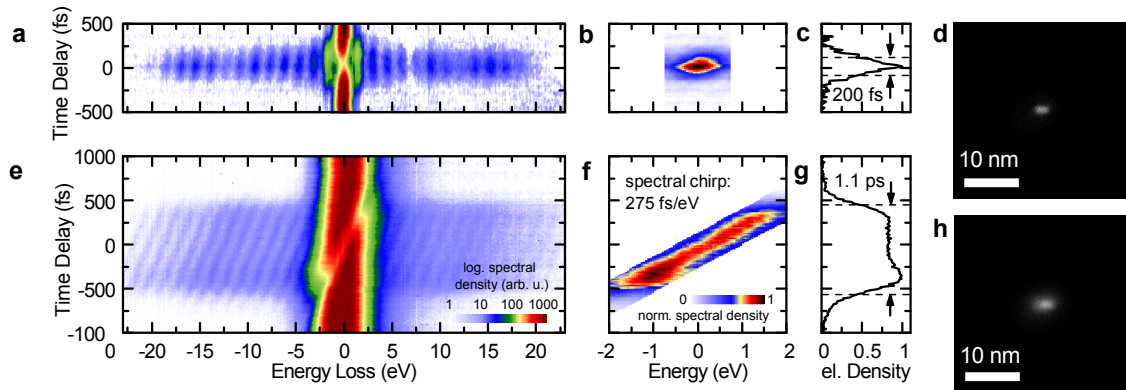 a
Time Delay (fs)
500
0
-500
b
c
200 fs
d
10 nm
e
Time Delay (fs)
1000
500
0
-500
-100
log. spectral
density (arb. u.)
1 10 100 1000
-20 -15 -10 -5 0 5 10 15 20
Energy Loss (eV)
f
spectral chirp:
275 fs/eV
0 1
norm. spectral density
-2 -1 0 1 2
Energy (eV)
g
1.1 ps
0 0.5 1
el. Density
h
10 nm